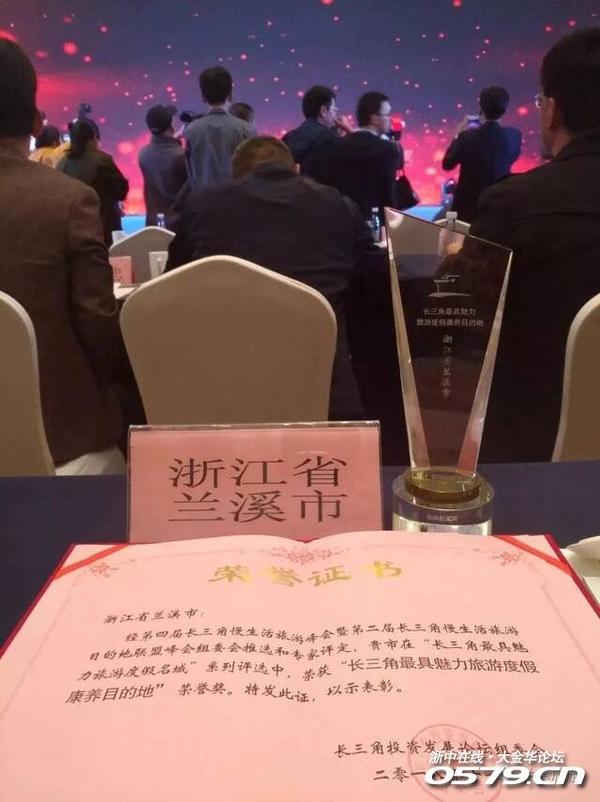 长三角最具魅力
旅游度假康养目的地
浙江省兰溪市
浙江省
兰溪市
荣誉证书
浙江省兰溪市：
经第四届长三角慢生活旅游峰会暨第二届长三角慢生活旅游
目的地联盟峰会组委会推选和专家评定，贵市在“长三角最具魅
力旅游度假名城”系列评选中，荣获“长三角最具魅力旅游度假
康养目的地”荣誉奖。特发此证，以示表彰。
长三角投资发展论坛组委会
二零一
浙中在线·大金华论坛
0579.cn